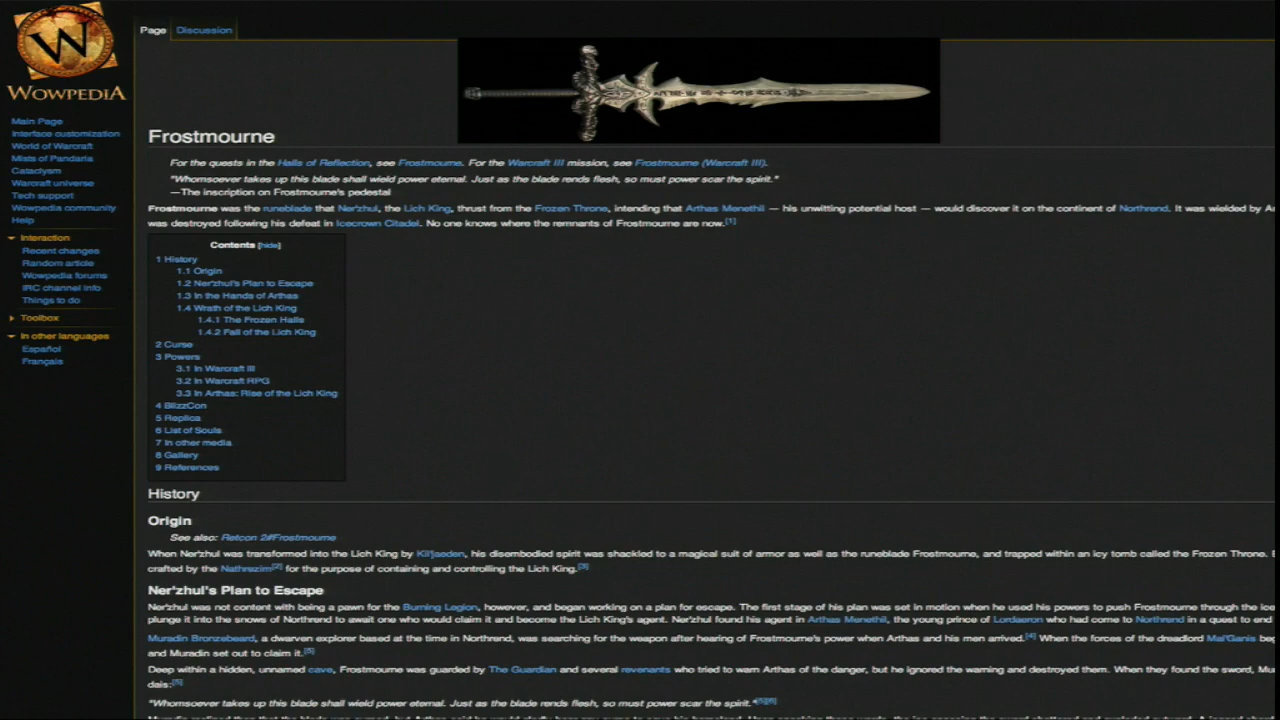 Page Discussion
WOWPEDIA
Main Page
Interface customization
World of Warcraft
Mists of Pandaria
Cataclysm
Warcraft universe
Tech support
Wowpedia community
Help
Interaction
Recent changes
Random article
Wowpedia forums
IRC channel info
Things to do
Toolbox
In other languages
Español
Français
Frostmourne
For the quests in the Halls of Reflection, see Frostmourne. For the Warcraft III mission, see Frostmourne (Warcraft III).
"Whomsoever takes up this blade shall wield power eternal. Just as the blade rends flesh, so must power scar the spirit."
—The inscription on Frostmourne's pedestal
Frostmourne was the runeblade that Ner'zhul, the Lich King, thrust from the Frozen Throne, intending that Arthas Menethil — his unwitting potential host — would discover it on the continent of Northrend. It was wielded by
was destroyed following his defeat in Icecrown Citadel. No one knows where the remnants of Frostmourne are now.[1]
Contents [hide]
1 History
1.1 Origin
1.2 Ner'zhul's Plan to Escape
1.3 In the Hands of Arthas
1.4 Wrath of the Lich King
1.4.1 The Frozen Halls
1.4.2 Fall of the Lich King
2 Curse
3 Powers
3.1 In Warcraft III
3.2 In Warcraft RPG
3.3 In Arthas: Rise of the Lich King
4 BlizzCon
5 Replica
6 List of Souls
7 In other media
8 Gallery
9 References
History
Origin
See also: Retcon 2#Frostmourne
When Ner'zhul was transformed into the Lich King by Kil'jaeden, his disembodied spirit was shackled to a magical suit of armor as well as the runeblade Frostmourne, and trapped within an icy tomb called the Frozen Throne.
crafted by the Nathrezim[2] for the purpose of containing and controlling the Lich King.[3]
Ner'zhul's Plan to Escape
Ner'zhul was not content with being a pawn for the Burning Legion, however, and began working on a plan for escape. The first stage of his plan was set in motion when he used his powers to push Frostmourne through the ice
plunge it into the snows of Northrend to await one who would claim it and become the Lich King's agent. Ner'zhul found his agent in Arthas Menethil, the young prince of Lordaeron who had come to Northrend in a quest to end
Muradin Bronzebeard, a dwarven explorer based at the time in Northrend, was searching for the weapon after hearing of Frostmourne's power when Arthas and his men arrived.[4] When the forces of the dreadlord Mal'Ganis beg
and Muradin set out to claim it.[5]
Deep within a hidden, unnamed cave, Frostmourne was guarded by The Guardian and several revenants who tried to warn Arthas of the danger, but he ignored the warning and destroyed them. When they found the sword, Mu
dais:[5]
"Whomsoever takes up this blade shall wield power eternal. Just as the blade rends flesh, so must power scar the spirit."[5][6]